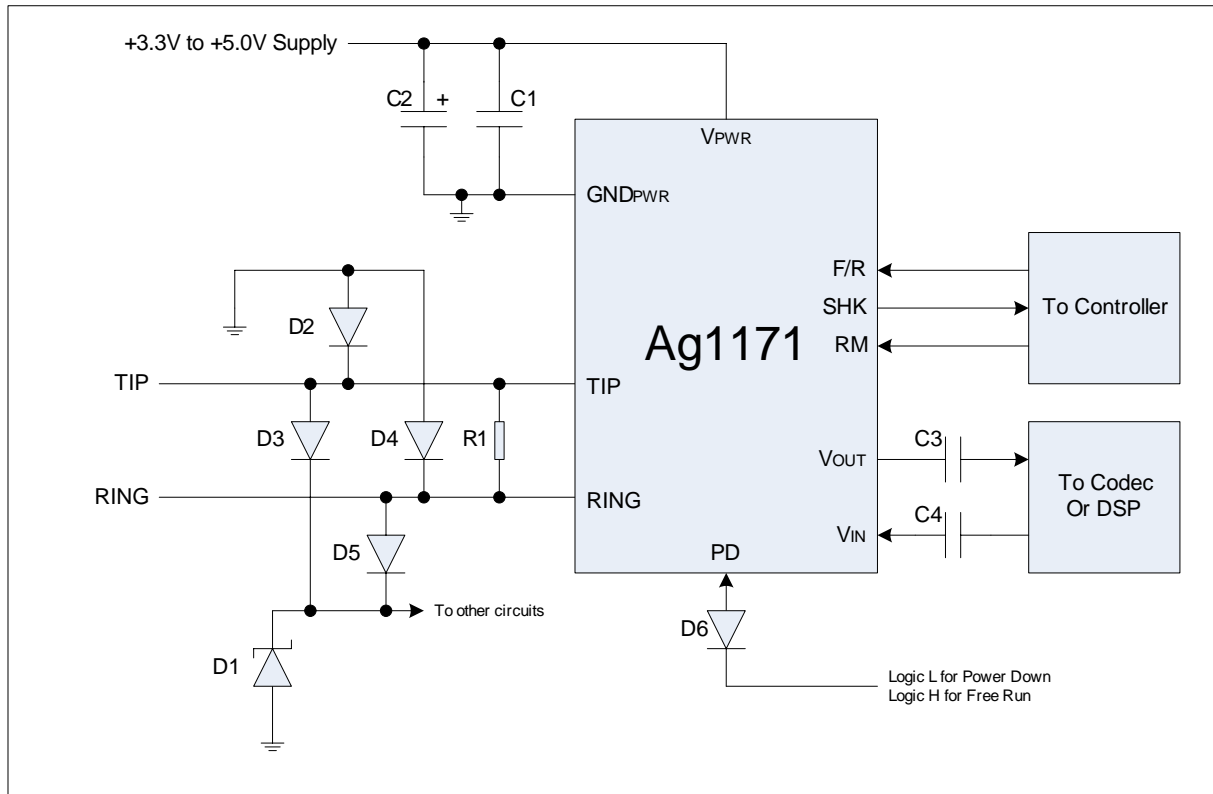 +3.3V to +5.0V Supply
C2
+
C1
VPWR
GNDPWR
F/R
SHK
RM
To Controller
D2
Ag1171
TIP
TIP
D3
D4
R1
VOUT
C3
To Codec
Or DSP
RING
RING
VIN
C4
D5
PD
To other circuits
D6
D1
Logic L for Power Down
Logic H for Free Run